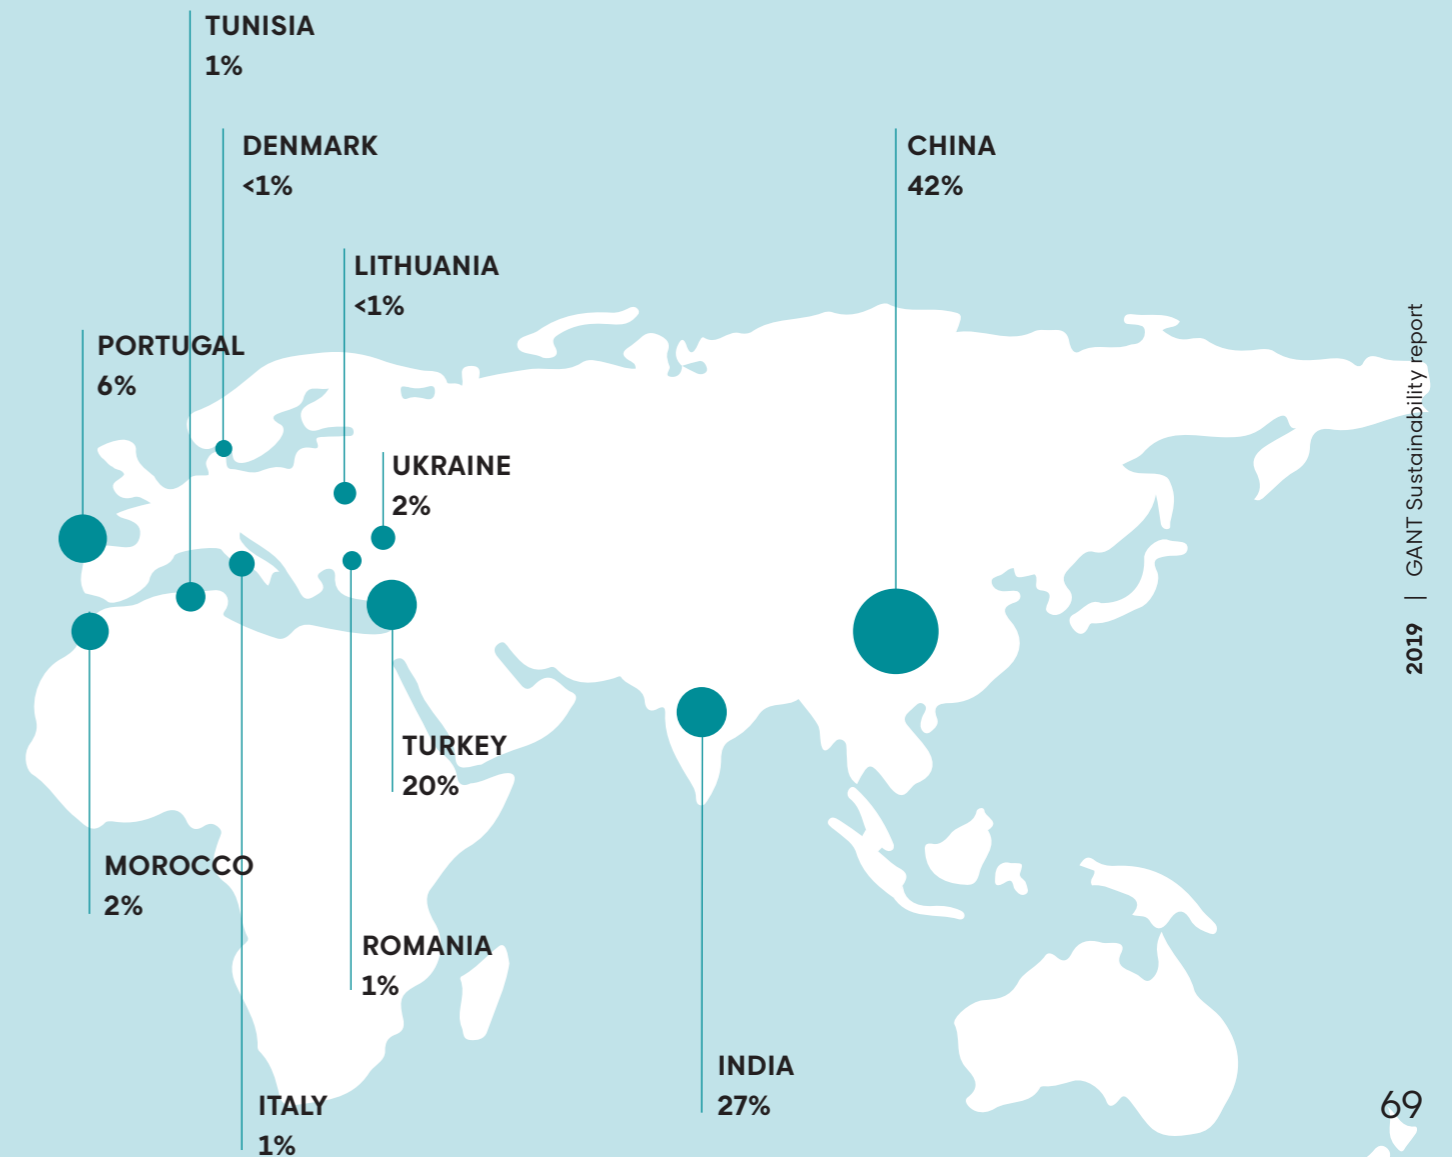 TUNISIA
1%
DENMARK
<1%
CHINA
42%
LITHUANIA
<1%
PORTUGAL
6%
UKRAINE
2%
TURKEY
20%
MOROCCO
2%
ROMANIA
1%
INDIA
27%
ITALY
1%
2019 | GANT Sustainability report
69